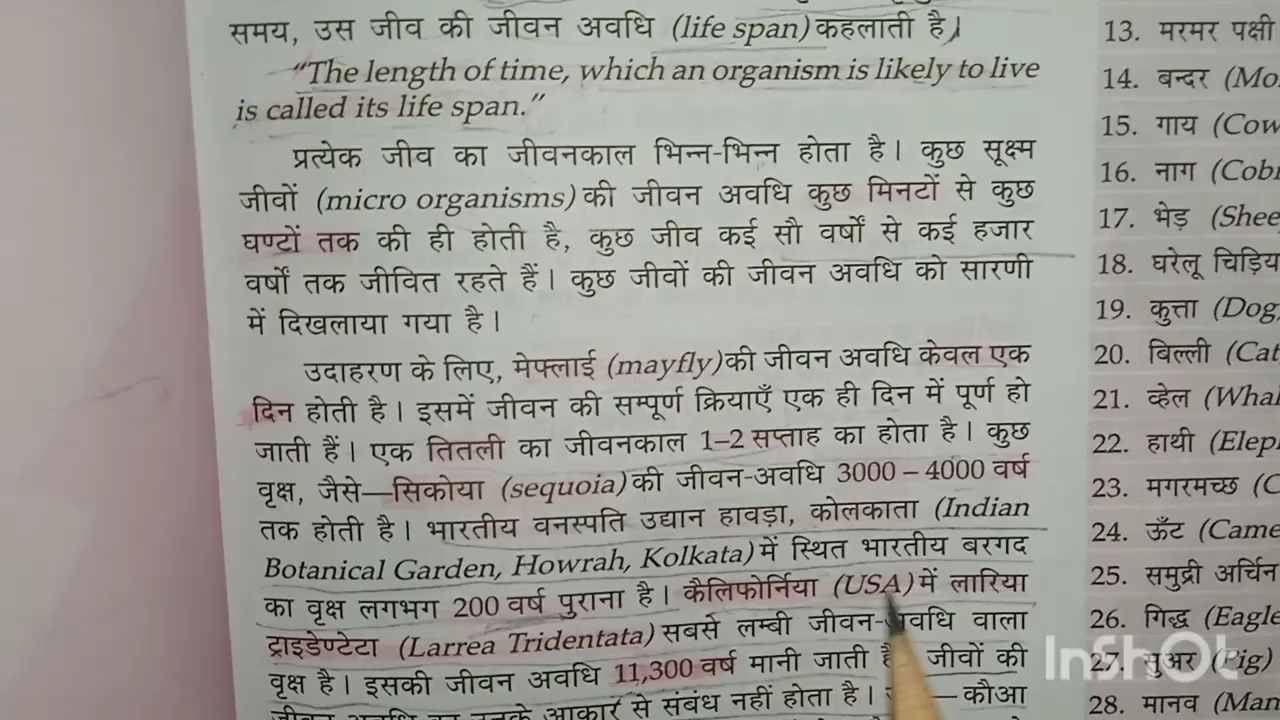 समय, उस जीव की जीवन अवधि (life span) कहलाती है।
“The length of time, which an organism is likely to live
is called its life span.”
प्रत्येक जीव का जीवनकाल भिन्न-भिन्न होता है। कुछ सूक्ष्म
जीवों (micro organisms) की जीवन अवधि कुछ मिनटों से कुछ
घण्टों तक की ही होती है, कुछ जीव कई सौ वर्षों से कई हजार
वर्षों तक जीवित रहते हैं। कुछ जीवों की जीवन अवधि को सारणी
में दिखलाया गया है।
उदाहरण के लिए, मेफ्लाई (mayfly) की जीवन अवधि केवल एक
दिन होती है। इसमें जीवन की सम्पूर्ण क्रियाएँ एक ही दिन में पूर्ण हो
जाती हैं। एक तितली का जीवनकाल 1–2 सप्ताह का होता है। कुछ
वृक्ष, जैसे—सिकोया (sequoia) की जीवन-अवधि 3000 – 4000 वर्ष
तक होती है। भारतीय वनस्पति उद्यान हावड़ा, कोलकाता (Indian
Botanical Garden, Howrah, Kolkata) में स्थित भारतीय बरगद
का वृक्ष लगभग 200 वर्ष पुराना है। कैलिफोर्निया (USA) में लारिया
ट्राइडेण्टेटा (Larrea Tridentata) सबसे लम्बी जीवन-अवधि वाला
वृक्ष है। इसकी जीवन अवधि 11,300 वर्ष मानी जाती है जीवों की
जीवन अवधि का उनके आकार से संबंध नहीं होता है। — कौआ
13. मरमर पक्षी
14. बन्दर (Mo
15. गाय (Cow
16. नाग (Cob
17. भेड़ (Shee
18. घरेलू चिड़िय
19. कुत्ता (Dog
20. बिल्ली (Cat
21. व्हेल (Whal
22. हाथी (Elep
23. मगरमच्छ (C
24. ऊँट (Came
25. समुद्री अर्चिन
26. गिद्ध (Eagle
27. सुअर (Pig)
28. मानव (Man
InShOt